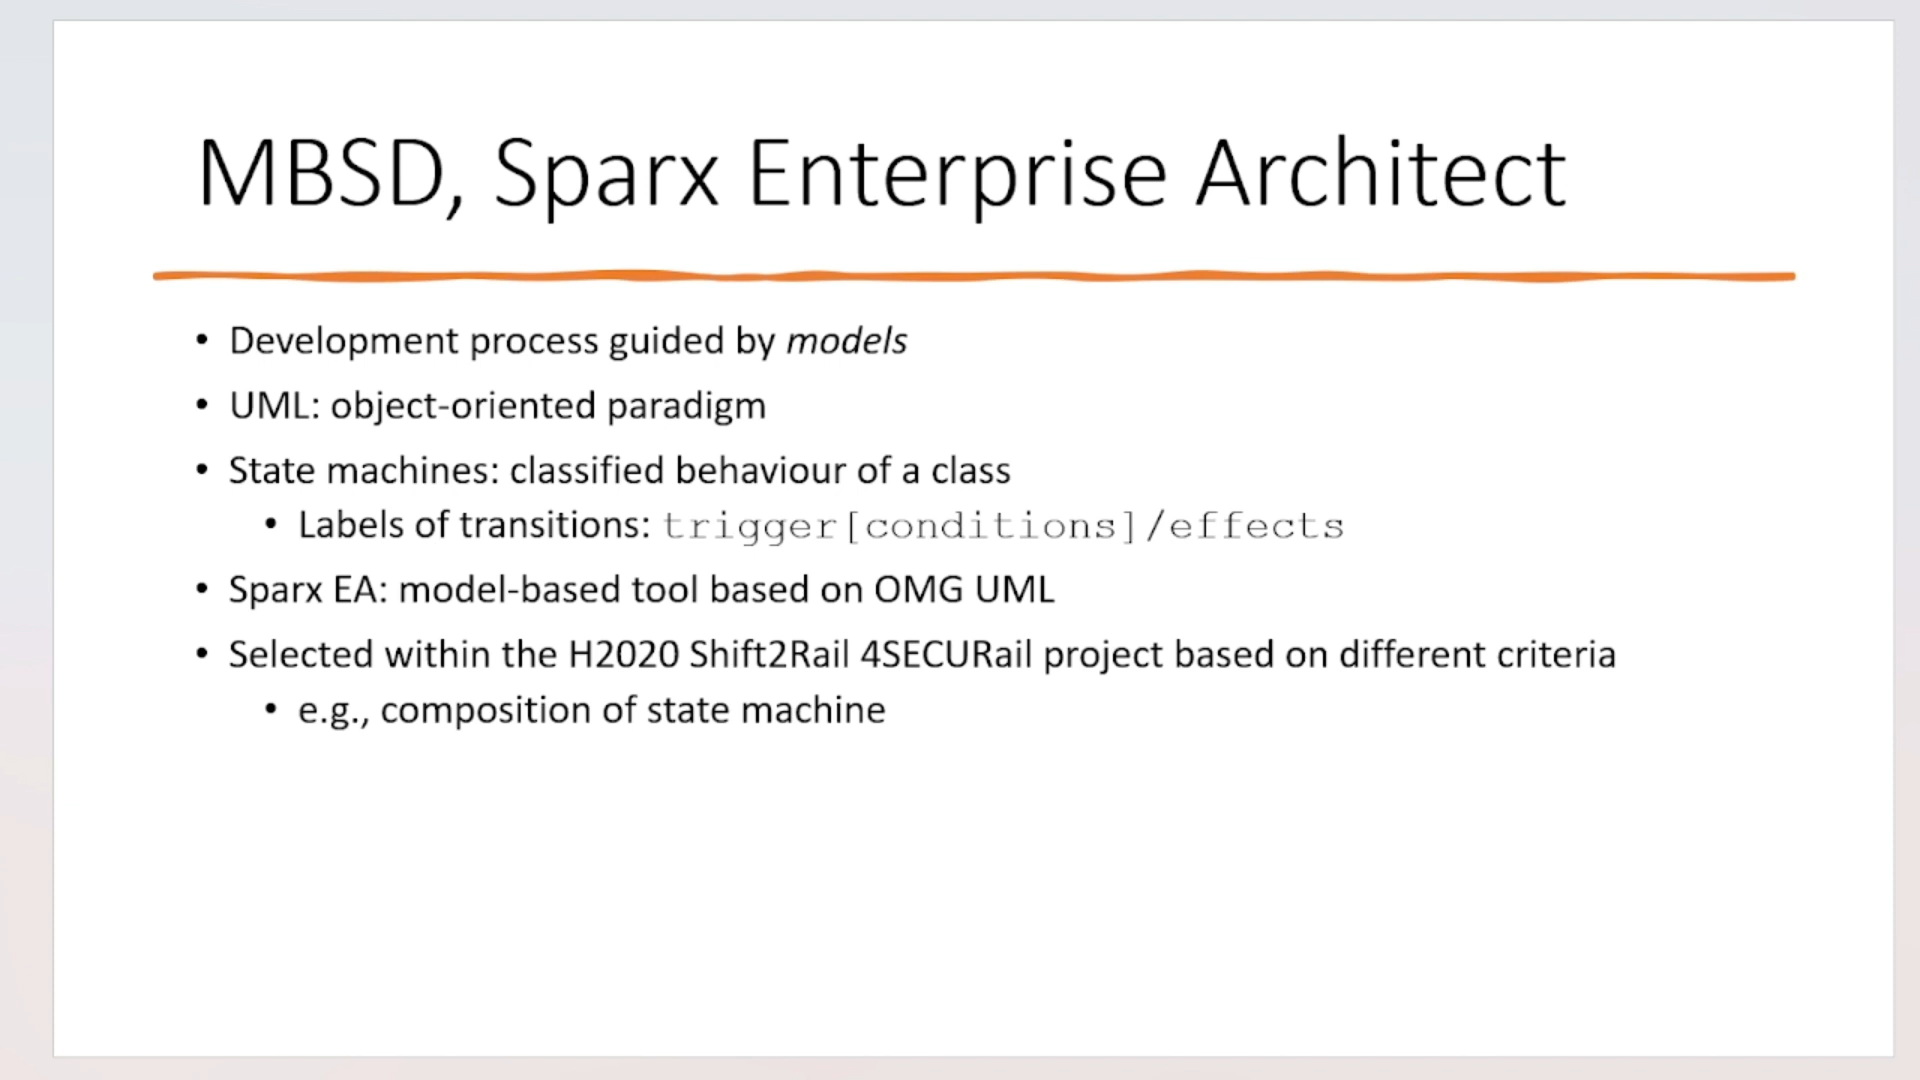 MBSD, Sparx Enterprise Architect
• Development process guided by models
• UML: object-oriented paradigm
• State machines: classified behaviour of a class
• Labels of transitions: trigger[conditions]/effects
• Sparx EA: model-based tool based on OMG UML
• Selected within the H2020 Shift2Rail 4SECURail project based on different criteria
• e.g., composition of state machine